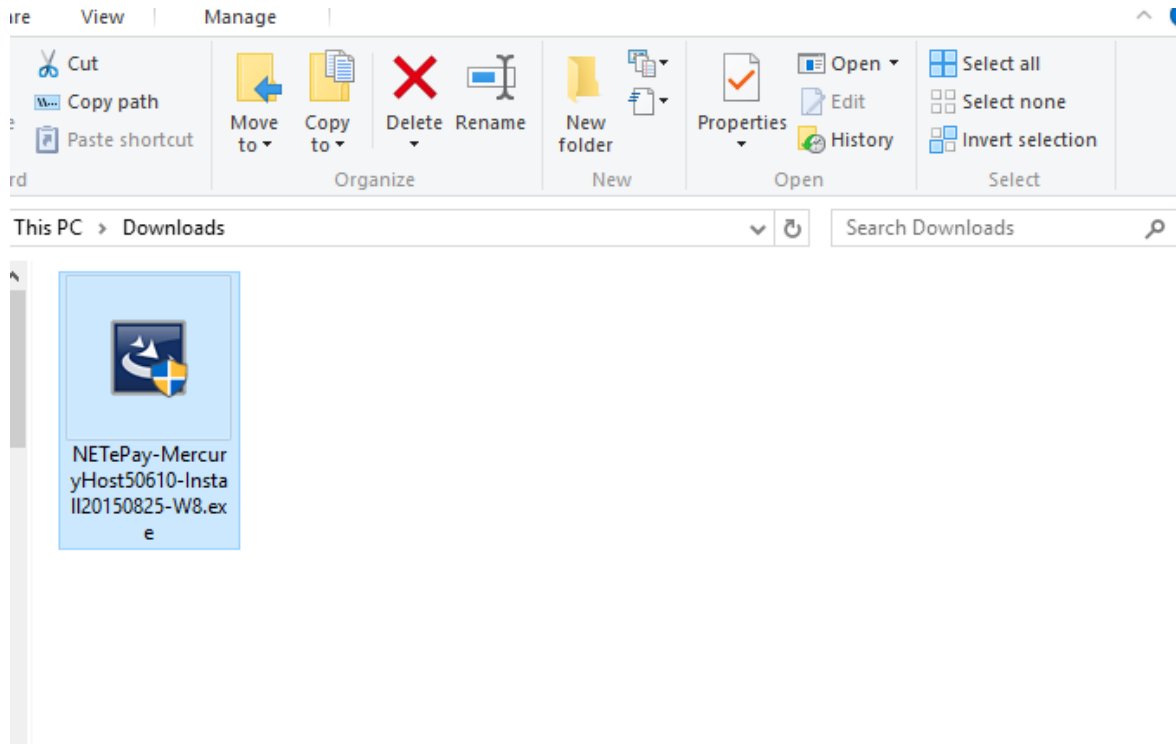 View Manage
Cut
Copy path
Paste shortcut
Move to
Copy to
Delete
Rename
New folder
Properties
Open
Edit
History
Select all
Select none
Invert selection
Organize New Open Select
This PC > Downloads
Search Downloads
NETePay-Mercur
yHost50610-Insta
ll20150825-W8.ex
e